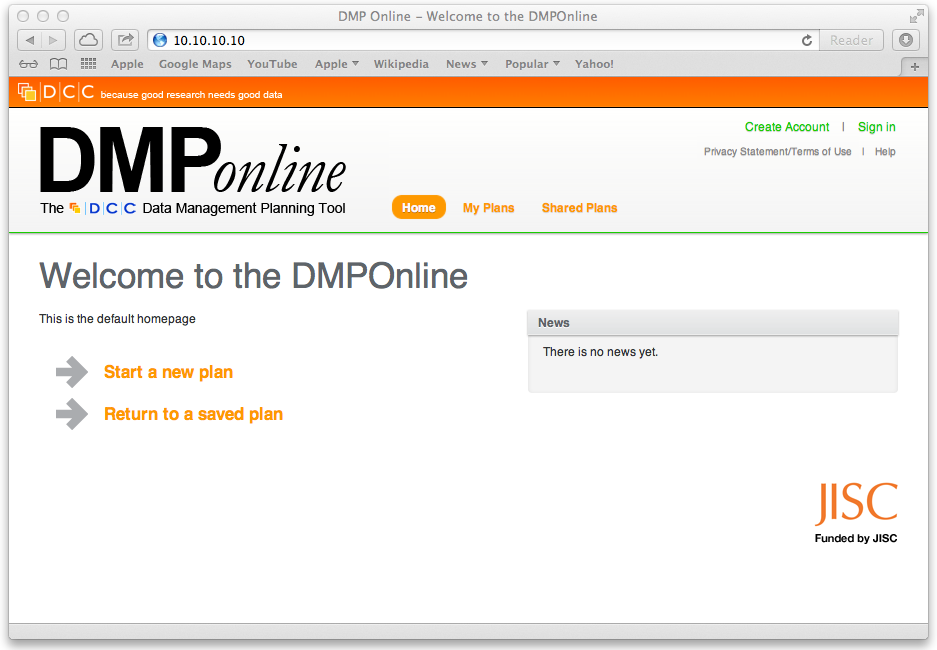 DMP Online – Welcome to the DMPOnline
10.10.10.10
Reader
Apple Google Maps YouTube Apple Wikipedia News Popular Yahoo!
DCC because good research needs good data
Create Account | Sign in
Privacy Statement/Terms of Use | Help
DMPonline
The DCC Data Management Planning Tool
Home My Plans Shared Plans
Welcome to the DMPOnline
This is the default homepage
Start a new plan
Return to a saved plan
News
There is no news yet.
JISC
Funded by JISC